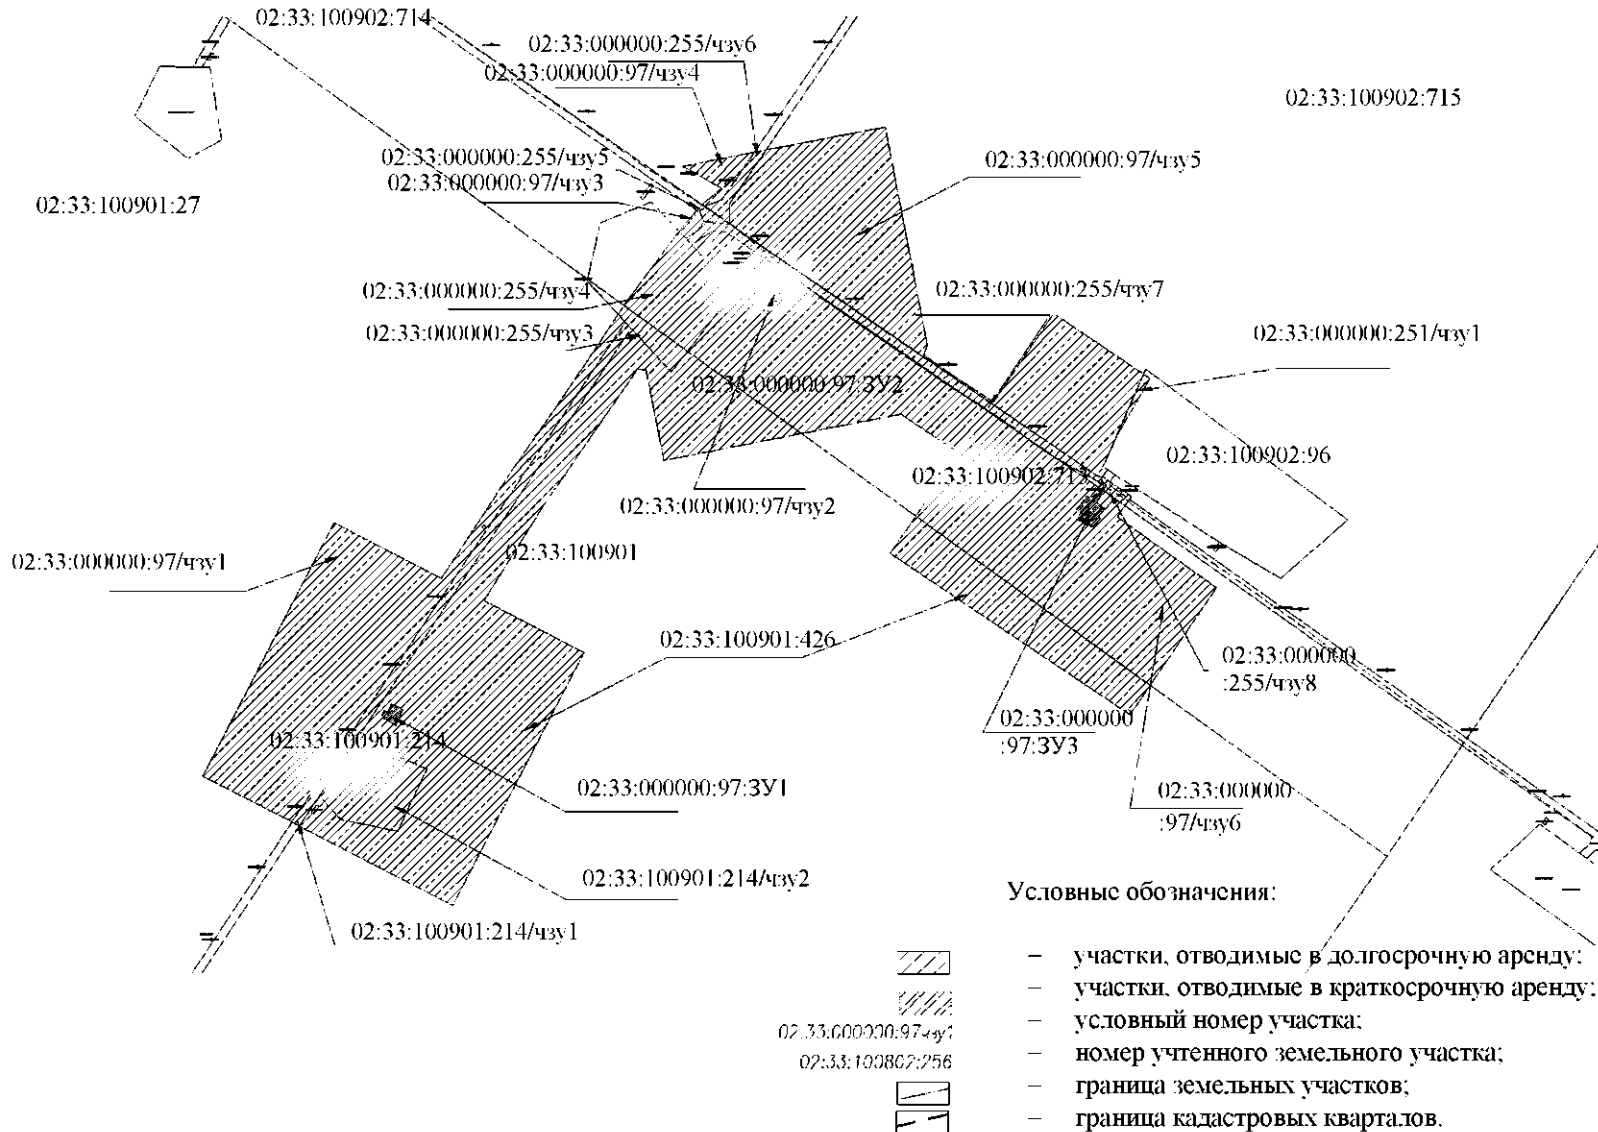 02:33:100902:714
02:33:000000:255/чзу6
02:33:000000:97/чзу4
02:33:100902:715
02:33:000000:255/чзу5
02:33:000000:97/чзу3
02:33:000000:97/чзу5
02:33:100901:27
02:33:000000:255/чзу4
02:33:000000:255/чзу7
02:33:000000:255/чзу3
02:33:000000:251/чзу1
02:33:000000:97:ЗУ2
02:33:100902:96
02:33:100902:713
02:33:000000:97/чзу2
02:33:100901
02:33:000000:97/чзу1
02:33:100901:426
02:33:000000
:255/чзу8
02:33:000000
:97:ЗУ3
02:33:100901:214
02:33:000000:97:ЗУ1
02:33:000000
:97/чзу6
02:33:100901:214/чзу2
02:33:100901:214/чзу1
Условные обозначения:
– участки, отводимые в долгосрочную аренду;
– участки, отводимые в краткосрочную аренду;
02:33:000000:97чзу1 – условный номер участка;
02:33:100802:256 – номер учтенного земельного участка;
– граница земельных участков;
– граница кадастровых кварталов.